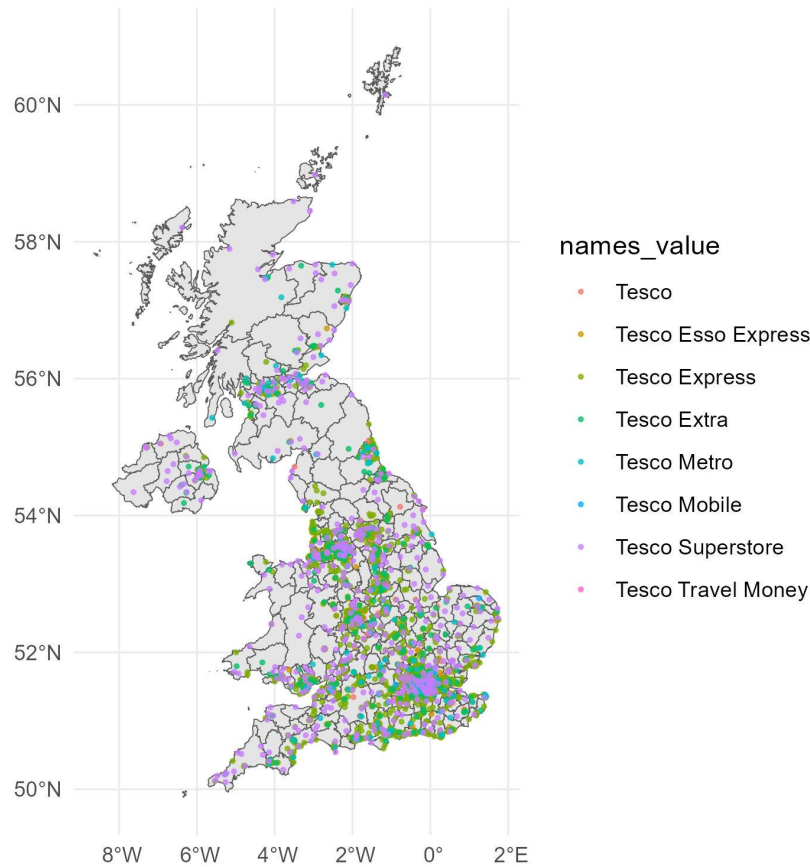 60°N
58°N
56°N
54°N
52°N
50°N
8°W 6°W 4°W 2°W 0° 2°E
names_value
Tesco
Tesco Esso Express
Tesco Express
Tesco Extra
Tesco Metro
Tesco Mobile
Tesco Superstore
Tesco Travel Money